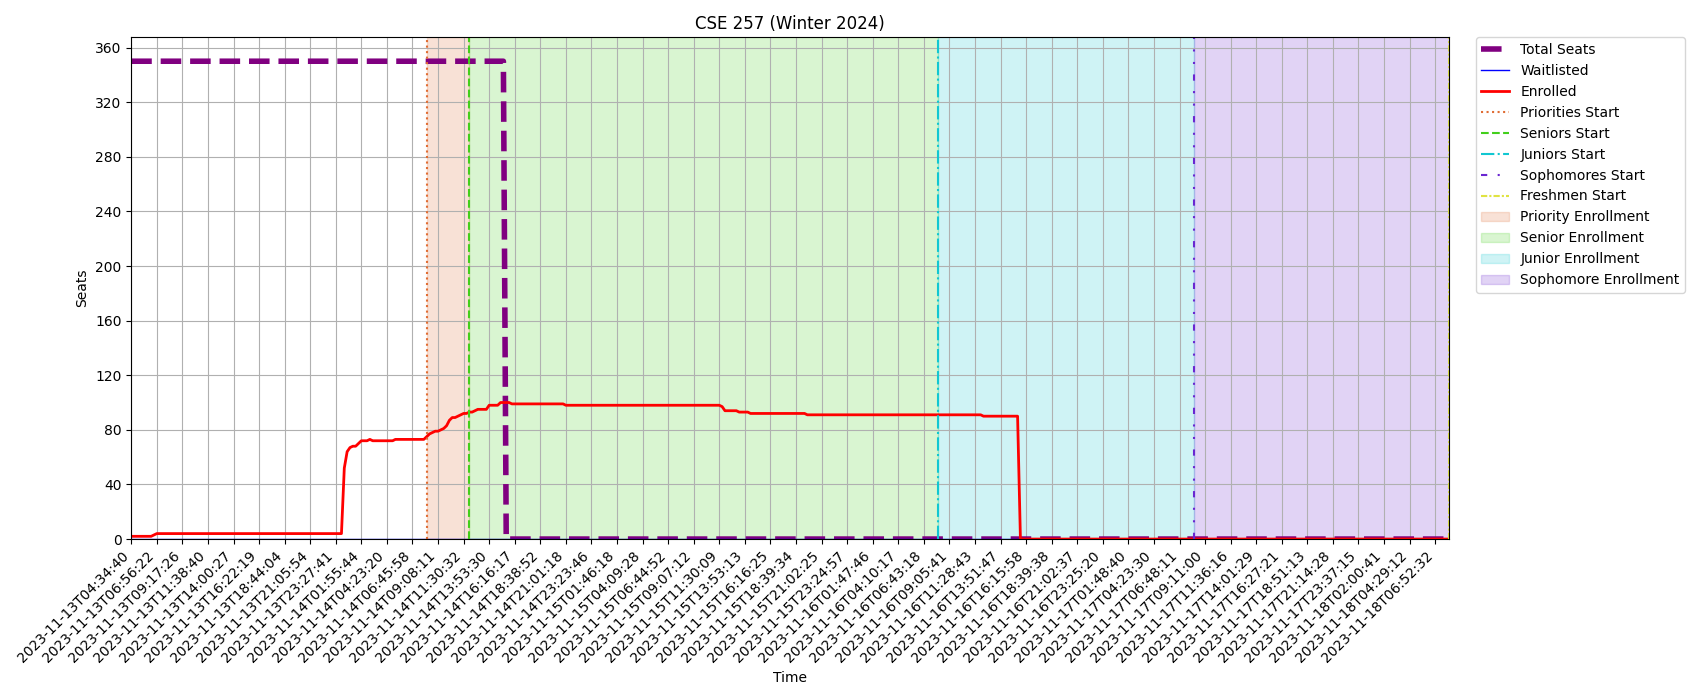 CSE 257 (Winter 2024)
360
320
280
240
200
160
120
80
40
0
Seats
2023-11-13T04:34:40
2023-11-13T06:56:22
2023-11-13T09:17:26
2023-11-13T11:38:40
2023-11-13T14:00:27
2023-11-13T16:22:19
2023-11-13T18:44:04
2023-11-13T21:05:54
2023-11-13T23:27:41
2023-11-14T01:55:44
2023-11-14T04:23:20
2023-11-14T06:45:58
2023-11-14T09:08:11
2023-11-14T11:30:32
2023-11-14T13:53:30
2023-11-14T16:16:17
2023-11-14T18:38:52
2023-11-14T21:01:18
2023-11-14T23:23:46
2023-11-15T01:46:18
2023-11-15T04:09:28
2023-11-15T06:44:52
2023-11-15T09:07:12
2023-11-15T11:30:09
2023-11-15T13:53:13
2023-11-15T16:16:25
2023-11-15T18:39:34
2023-11-15T21:02:25
2023-11-15T23:24:57
2023-11-16T01:47:46
2023-11-16T04:10:17
2023-11-16T06:43:18
2023-11-16T09:05:41
2023-11-16T11:28:43
2023-11-16T13:51:47
2023-11-16T16:15:58
2023-11-16T18:39:38
2023-11-16T21:02:37
2023-11-16T23:25:20
2023-11-17T01:48:40
2023-11-17T04:23:30
2023-11-17T06:48:11
2023-11-17T09:11:00
2023-11-17T11:36:16
2023-11-17T14:01:29
2023-11-17T16:27:21
2023-11-17T18:51:13
2023-11-17T21:14:28
2023-11-17T23:37:15
2023-11-18T02:00:41
2023-11-18T04:29:12
2023-11-18T06:52:32
Time
Total Seats
Waitlisted
Enrolled
Priorities Start
Seniors Start
Juniors Start
Sophomores Start
Freshmen Start
Priority Enrollment
Senior Enrollment
Junior Enrollment
Sophomore Enrollment